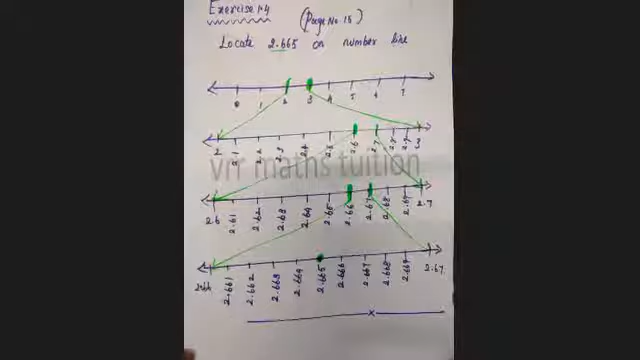 Exercise 1.4
(Page No 18)
Locate 2.665 on number line
0 1 2 3 4 5 6 7
2 2.1 2.2 2.3 2.4 2.5 2.6 2.7 2.8 2.9 3
vrr maths tuition
2.6 2.61 2.62 2.63 2.64 2.65 2.66 2.67 2.68 2.69 2.7
2.66 2.661 2.662 2.663 2.664 2.665 2.666 2.667 2.668 2.669 2.67
x